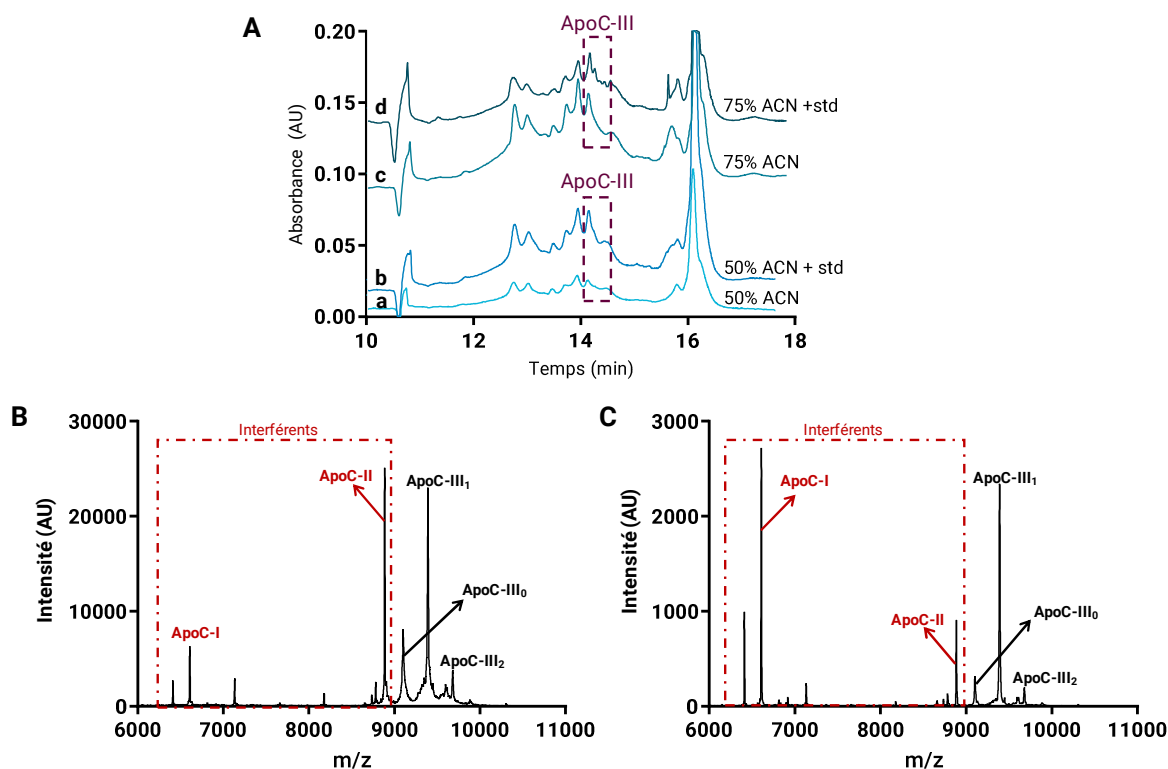 A
ApoC-III
0.20
0.15
0.10
0.05
0.00
Absorbance (AU)
d
75% ACN +std
c
75% ACN
ApoC-III
b
50% ACN + std
a
50% ACN
10 12 14 16 18
Temps (min)
B
30000
20000
10000
0
Intensité (AU)
Interférents
ApoC-II
ApoC-III₁
ApoC-III₀
ApoC-I
ApoC-III₂
6000 7000 8000 9000 10000 11000
m/z
C
3000
2000
1000
0
Intensité (AU)
Interférents
ApoC-I
ApoC-III₁
ApoC-II
ApoC-III₀
ApoC-III₂
6000 7000 8000 9000 10000 11000
m/z